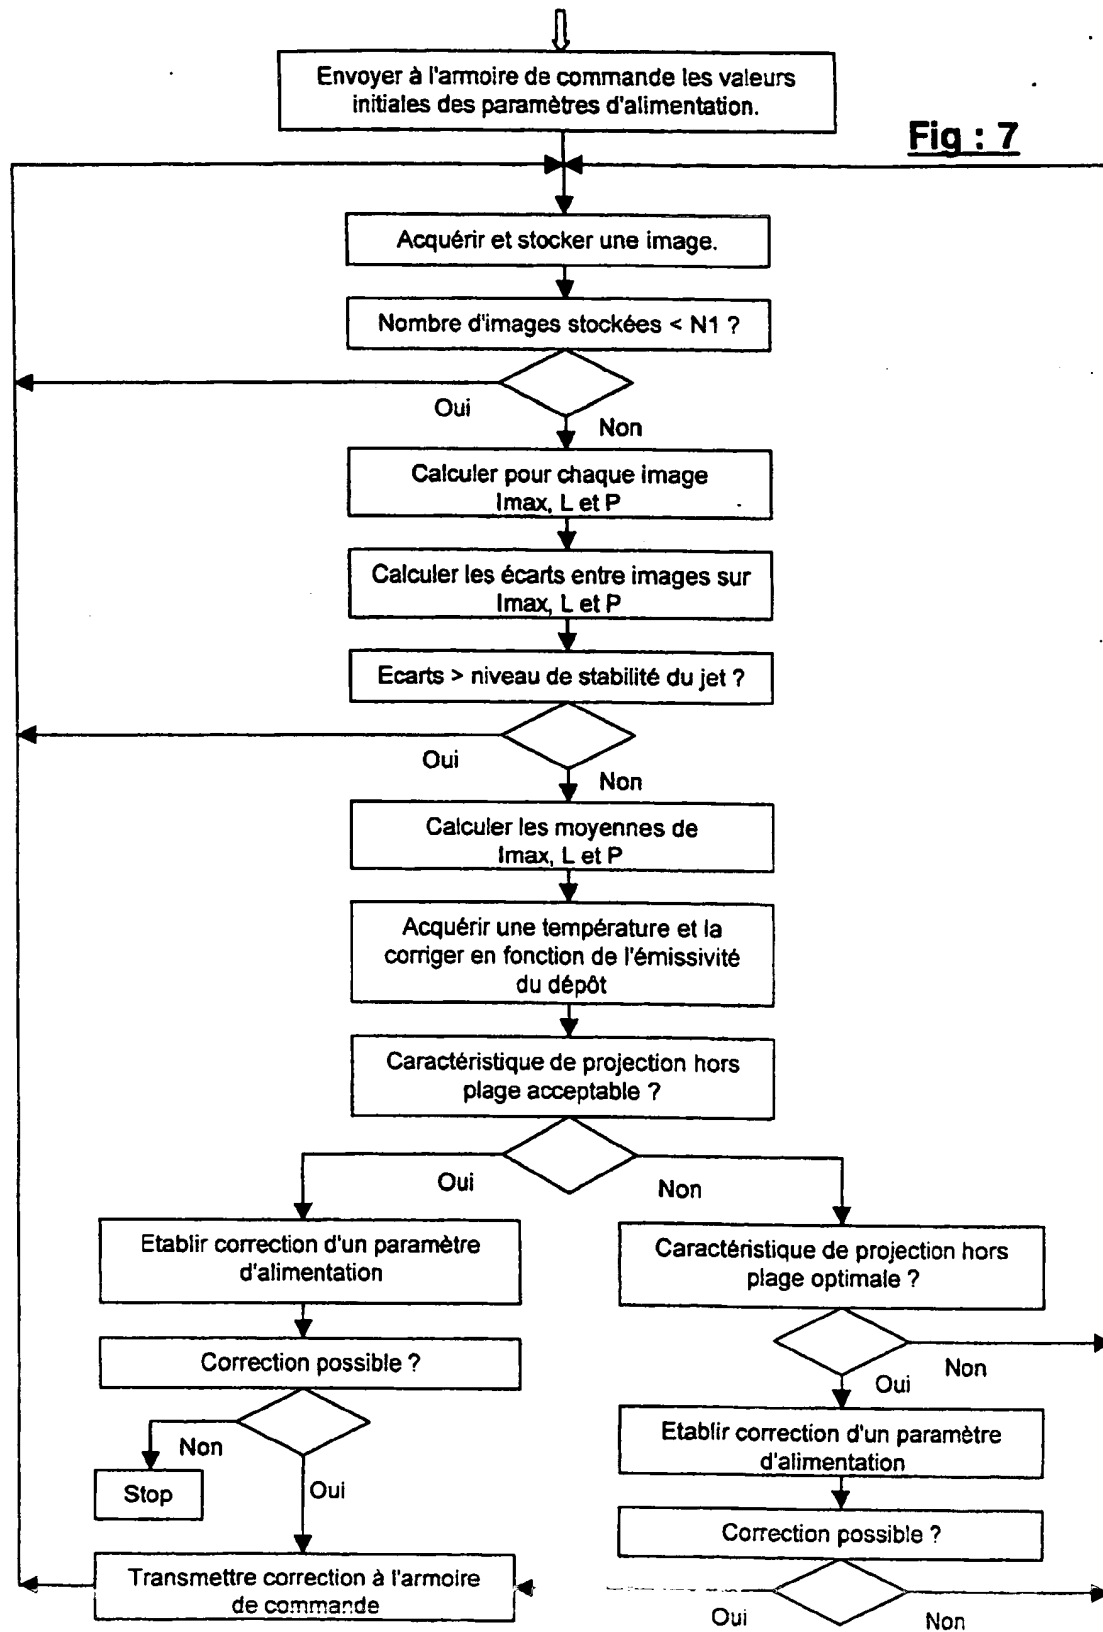 Envoyer à l'armoire de commande les valeurs
initiales des paramètres d'alimentation.
Fig : 7
Acquérir et stocker une image.
Nombre d'images stockées < N1 ?
Oui
Non
Calculer pour chaque image
Imax, L et P
Calculer les écarts entre images sur
Imax, L et P
Ecarts > niveau de stabilité du jet ?
Oui
Non
Calculer les moyennes de
Imax, L et P
Acquérir une température et la
corriger en fonction de l'émissivité
du dépôt
Caractéristique de projection hors
plage acceptable ?
Oui
Non
Etablir correction d'un paramètre
d'alimentation
Correction possible ?
Non
Oui
Stop
Transmettre correction à l'armoire
de commande
Caractéristique de projection hors
plage optimale ?
Non
Oui
Etablir correction d'un paramètre
d'alimentation
Correction possible ?
Oui
Non